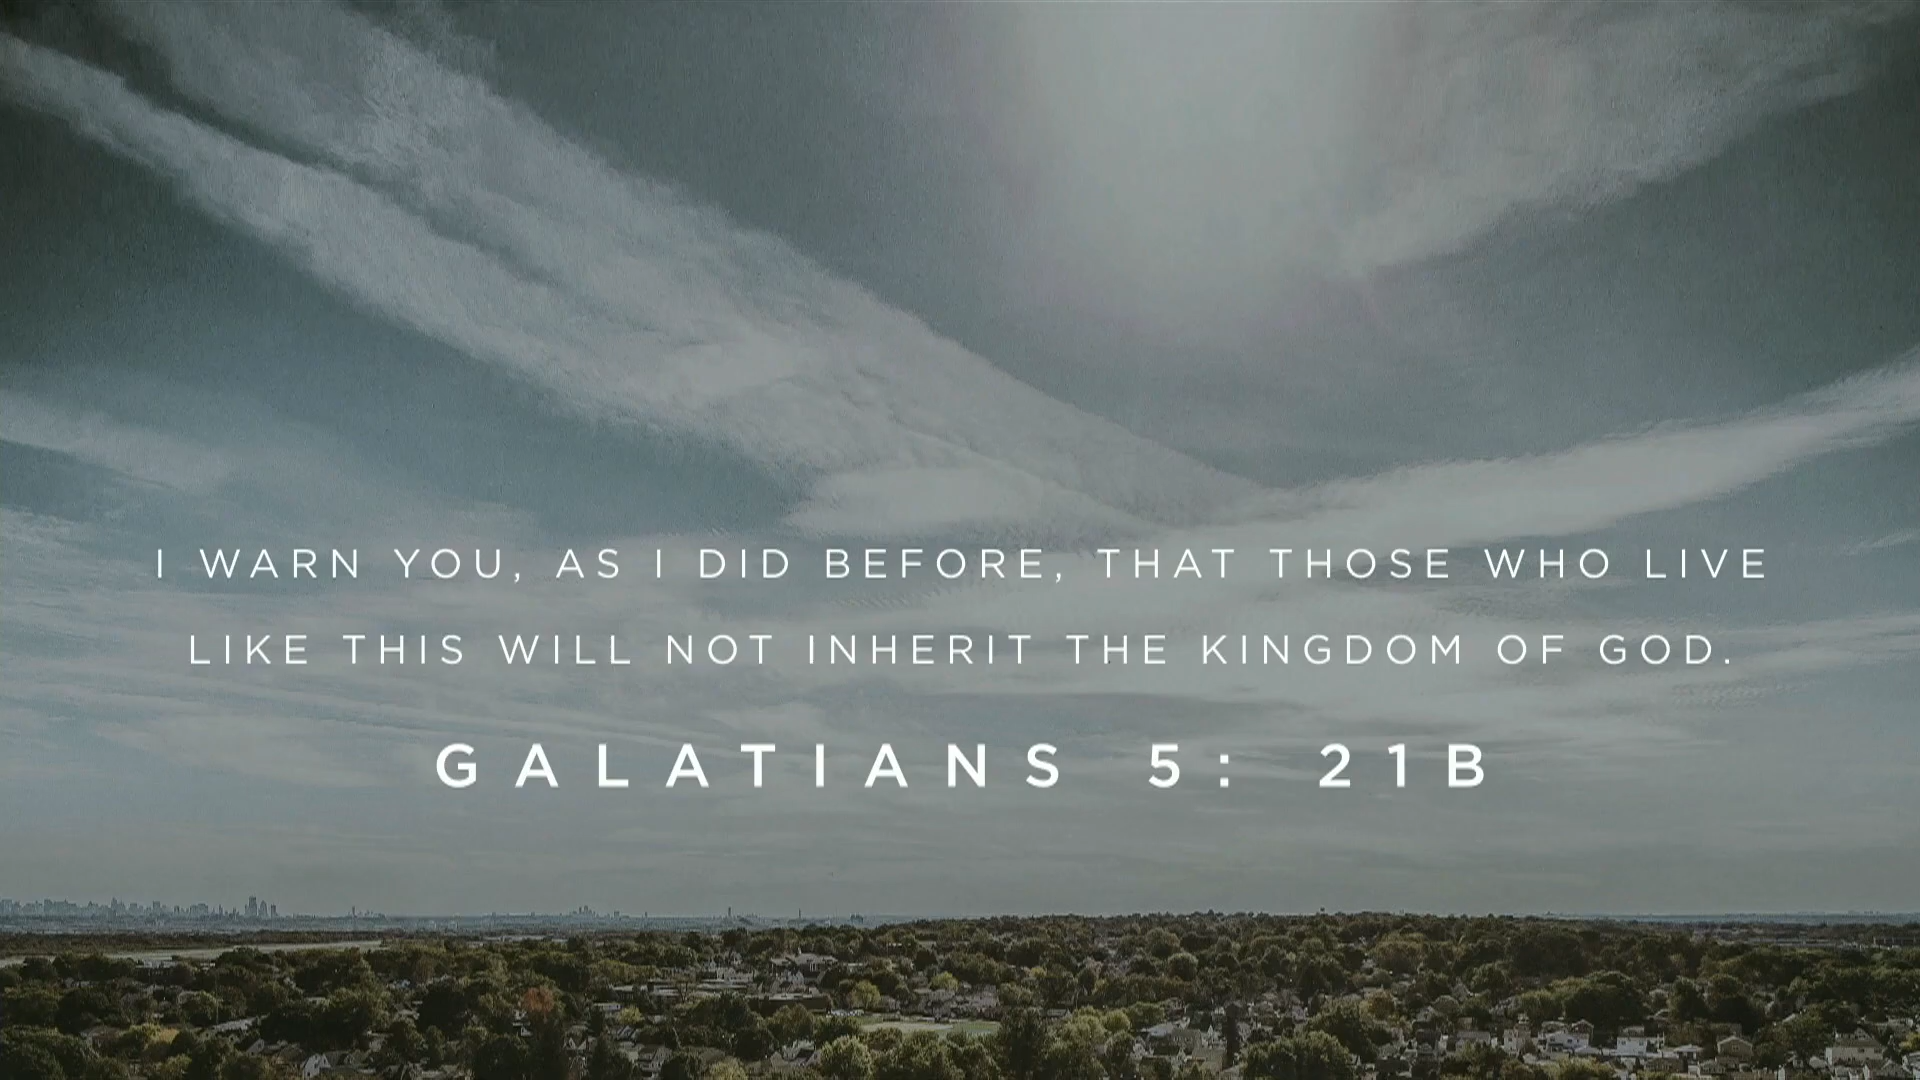 I WARN YOU, AS I DID BEFORE, THAT THOSE WHO LIVE
LIKE THIS WILL NOT INHERIT THE KINGDOM OF GOD.
GALATIANS 5: 21B